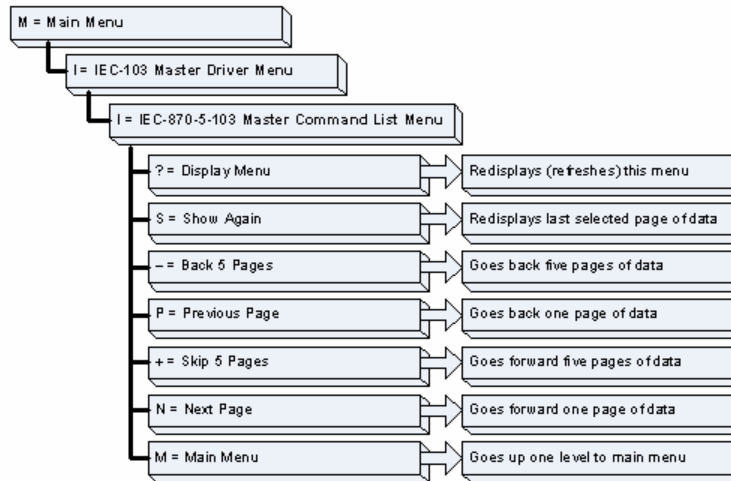 M = Main Menu
I = IEC-103 Master Driver Menu
I = IEC-870-5-103 Master Command List Menu
? = Display Menu
Redisplays (refreshes) this menu
S = Show Again
Redisplays last selected page of data
– = Back 5 Pages
Goes back five pages of data
P = Previous Page
Goes back one page of data
+ = Skip 5 Pages
Goes forward five pages of data
N = Next Page
Goes forward one page of data
M = Main Menu
Goes up one level to main menu